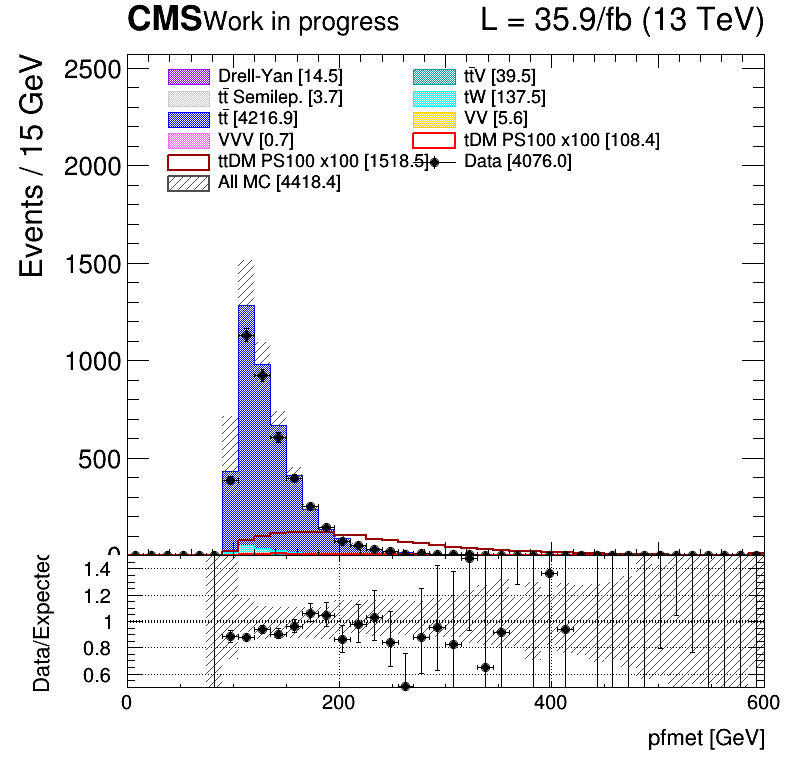 CMS Work in progress L = 35.9/fb (13 TeV)
Events / 15 GeV
2500
2000
1500
1000
500
0
Drell-Yan [14.5] tt̄V [39.5]
tt̄ Semilep. [3.7] tW [137.5]
tt̄ [4216.9] VV [5.6]
VVV [0.7] tDM PS100 x100 [108.4]
ttDM PS100 x100 [1518.5] Data [4076.0]
All MC [4418.4]
Data/Expected
1.4
1.2
1
0.8
0.6
0 200 400 600
pfmet [GeV]